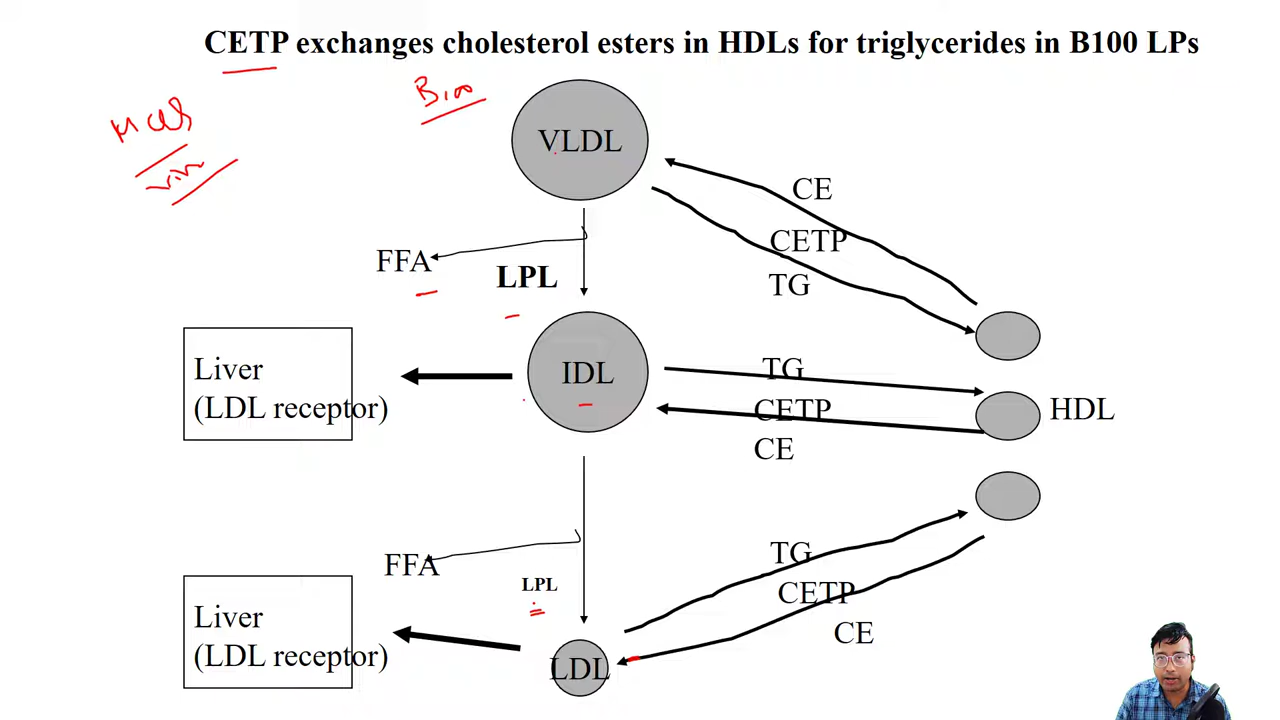 CETP exchanges cholesterol esters in HDLs for triglycerides in B100 LPs
B100
VLDL
CE
CETP
TG
FFA
LPL
Liver
(LDL receptor)
IDL
TG
CETP
CE
HDL
FFA
LPL
TG
CETP
CE
Liver
(LDL receptor)
LDL